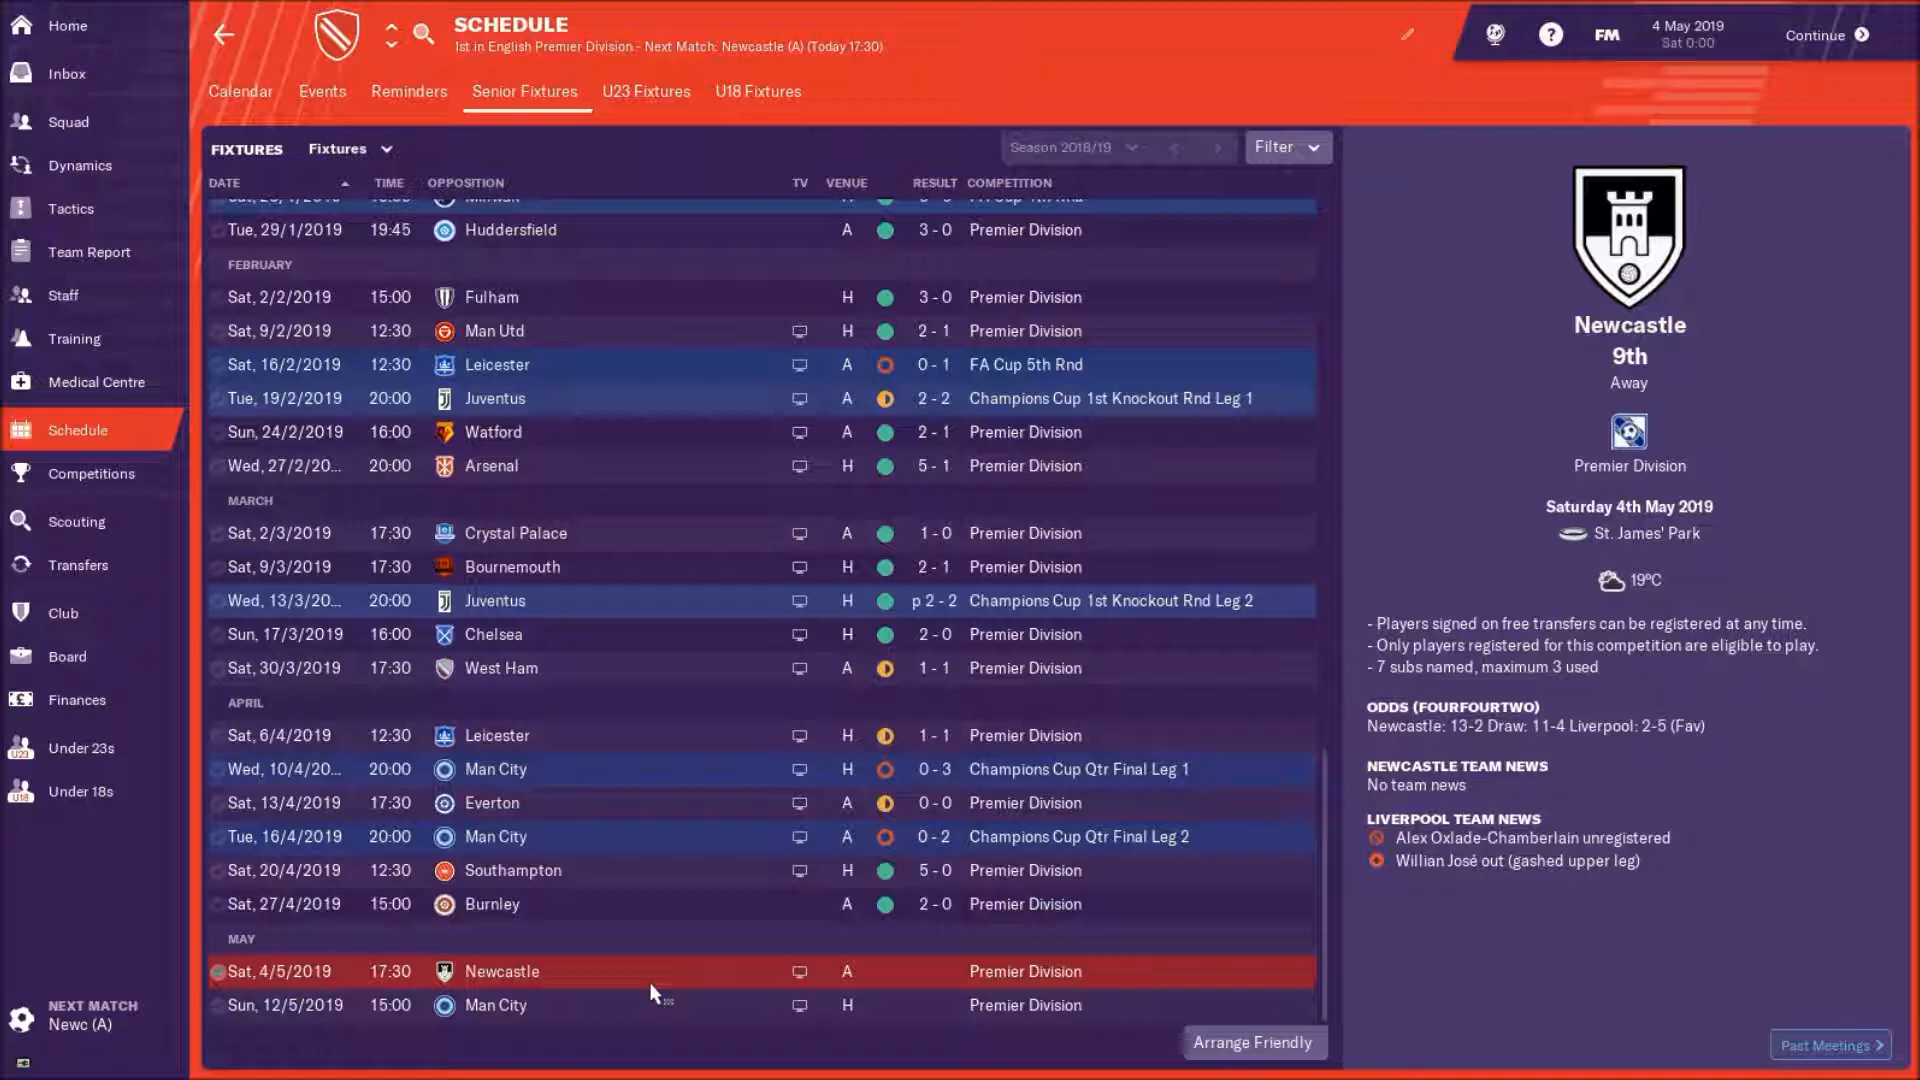 Home
Inbox
Squad
Dynamics
Tactics
Team Report
Staff
Training
Medical Centre
Schedule
Competitions
Scouting
Transfers
Club
Board
Finances
U23
Under 23s
U18
Under 18s
NEXT MATCH
Newc (A)
SCHEDULE
1st in English Premier Division - Next Match: Newcastle (A) (Today 17:30)
? FM 4 May 2019
Sat 0:00
Continue
Calendar Events Reminders Senior Fixtures U23 Fixtures U18 Fixtures
FIXTURES Fixtures Season 2018/19 Filter
DATE TIME OPPOSITION TV VENUE RESULT COMPETITION
Tue, 29/1/2019 19:45 Huddersfield A 3 - 0 Premier Division
FEBRUARY
Sat, 2/2/2019 15:00 Fulham H 3 - 0 Premier Division
Sat, 9/2/2019 12:30 Man Utd H 2 - 1 Premier Division
Sat, 16/2/2019 12:30 Leicester A 0 - 1 FA Cup 5th Rnd
Tue, 19/2/2019 20:00 Juventus A 2 - 2 Champions Cup 1st Knockout Rnd Leg 1
Sun, 24/2/2019 16:00 Watford A 2 - 1 Premier Division
Wed, 27/2/20... 20:00 Arsenal H 5 - 1 Premier Division
MARCH
Sat, 2/3/2019 17:30 Crystal Palace A 1 - 0 Premier Division
Sat, 9/3/2019 17:30 Bournemouth H 2 - 1 Premier Division
Wed, 13/3/20... 20:00 Juventus H p 2 - 2 Champions Cup 1st Knockout Rnd Leg 2
Sun, 17/3/2019 16:00 Chelsea H 2 - 0 Premier Division
Sat, 30/3/2019 17:30 West Ham A 1 - 1 Premier Division
APRIL
Sat, 6/4/2019 12:30 Leicester H 1 - 1 Premier Division
Wed, 10/4/20... 20:00 Man City H 0 - 3 Champions Cup Qtr Final Leg 1
Sat, 13/4/2019 17:30 Everton A 0 - 0 Premier Division
Tue, 16/4/2019 20:00 Man City A 0 - 2 Champions Cup Qtr Final Leg 2
Sat, 20/4/2019 12:30 Southampton H 5 - 0 Premier Division
Sat, 27/4/2019 15:00 Burnley A 2 - 0 Premier Division
MAY
Sat, 4/5/2019 17:30 Newcastle A Premier Division
Sun, 12/5/2019 15:00 Man City H Premier Division
Arrange Friendly
Newcastle
9th
Away
Premier Division
Saturday 4th May 2019
St. James' Park
19ºC
- Players signed on free transfers can be registered at any time.
- Only players registered for this competition are eligible to play.
- 7 subs named, maximum 3 used
ODDS (FOURFOURTWO)
Newcastle: 13-2 Draw: 11-4 Liverpool: 2-5 (Fav)
NEWCASTLE TEAM NEWS
No team news
LIVERPOOL TEAM NEWS
Alex Oxlade-Chamberlain unregistered
Willian José out (gashed upper leg)
Past Meetings